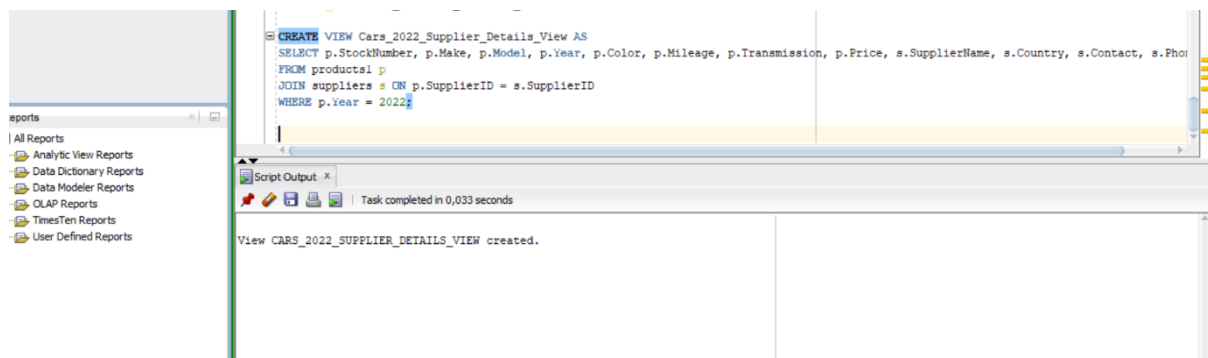 CREATE VIEW Cars_2022_Supplier_Details_View AS
SELECT p.StockNumber, p.Make, p.Model, p.Year, p.Color, p.Mileage, p.Transmission, p.Price, s.SupplierName, s.Country, s.Contact, s.Pho
FROM products1 p
JOIN suppliers s ON p.SupplierID = s.SupplierID
WHERE p.Year = 2022;
eports
All Reports
Analytic View Reports
Data Dictionary Reports
Data Modeler Reports
OLAP Reports
TimesTen Reports
User Defined Reports
Script Output
Task completed in 0,033 seconds
View CARS_2022_SUPPLIER_DETAILS_VIEW created.